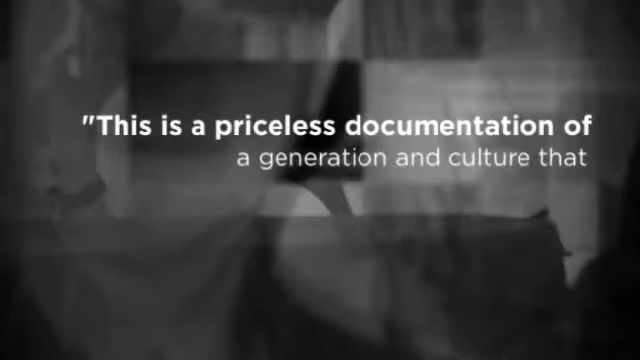 "This is a priceless documentation of
a generation and culture that